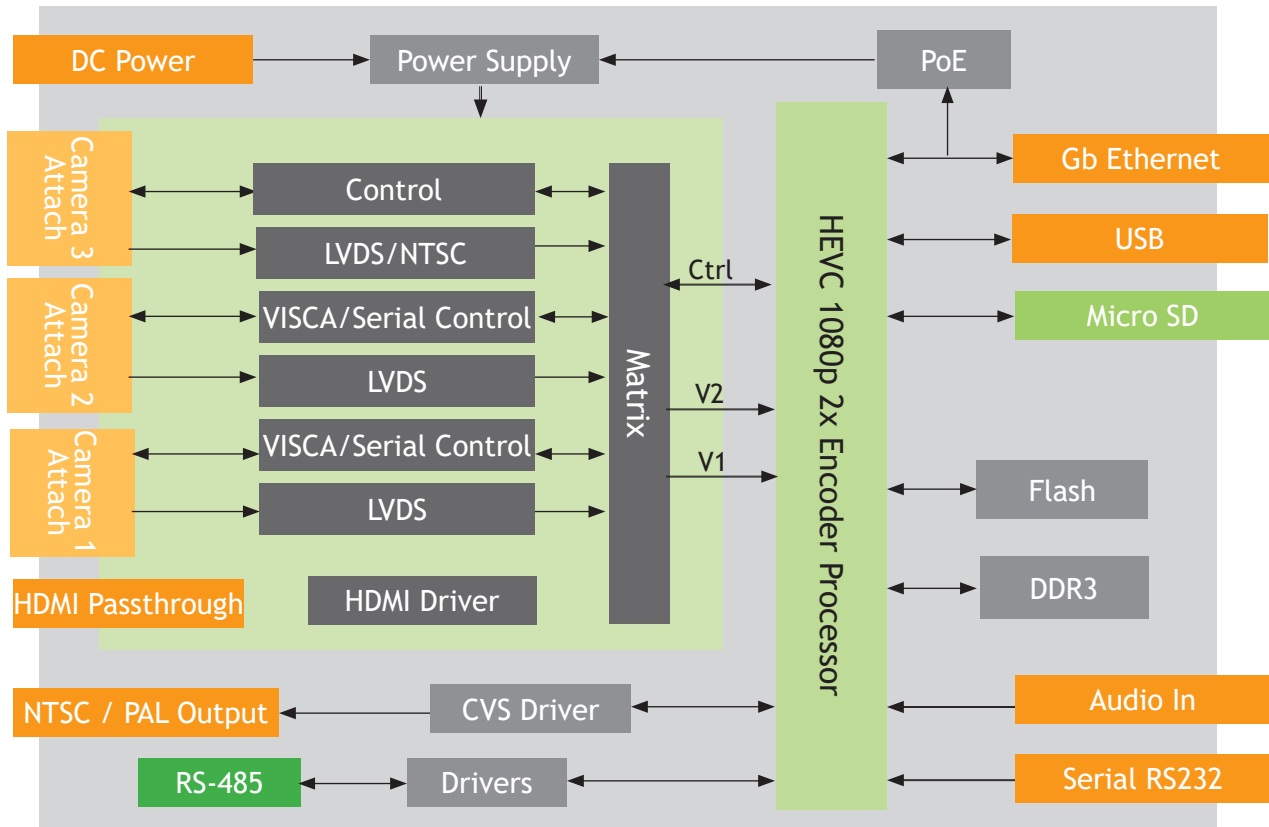 DC Power
Power Supply
PoE
Camera 3
Attach
Control
LVDS/NTSC
Camera 2
Attach
VISCA/Serial Control
LVDS
Camera 1
Attach
VISCA/Serial Control
LVDS
HDMI Passthrough
HDMI Driver
Matrix
Ctrl
V2
V1
HEVC 1080p 2x Encoder Processor
Gb Ethernet
USB
Micro SD
Flash
DDR3
Audio In
Serial RS232
NTSC / PAL Output
CVS Driver
RS-485
Drivers